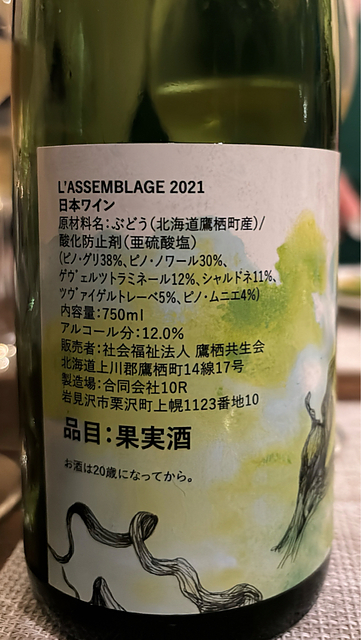 L'ASSEMBLAGE 2021
日本ワイン
原材料名：ぶどう（北海道鷹栖町産）/
酸化防止剤（亜硫酸塩）
（ピノ・グリ38%、ピノ・ノワール30%、
ゲヴェルツトラミネール12%、シャルドネ11%、
ツヴァイゲルトレーベ5%、ピノ・ムニエ4%）
内容量：750ml
アルコール分：12.0%
販売者：社会福祉法人 鷹栖共生会
北海道上川郡鷹栖町14線17号
製造場：合同会社10R
岩見沢市栗沢町上幌1123番地10
品目：果実酒
お酒は20歳になってから。